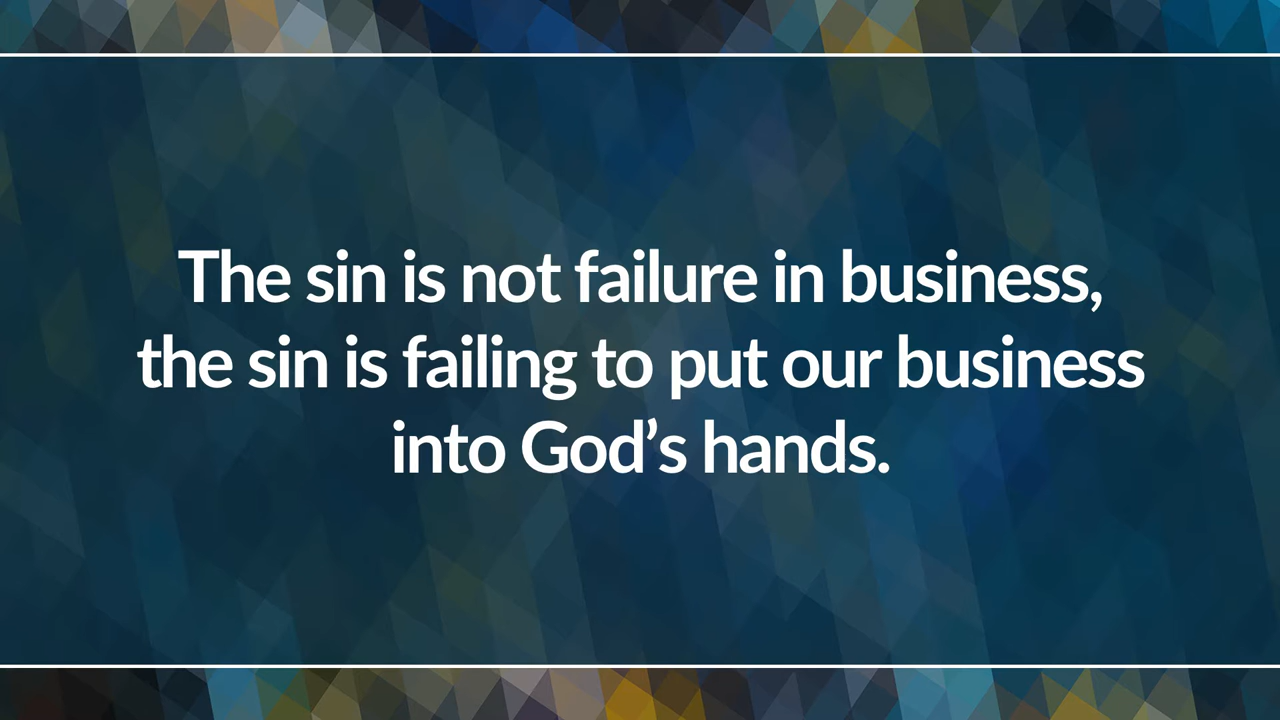 The sin is not failure in business,
the sin is failing to put our business
into God’s hands.